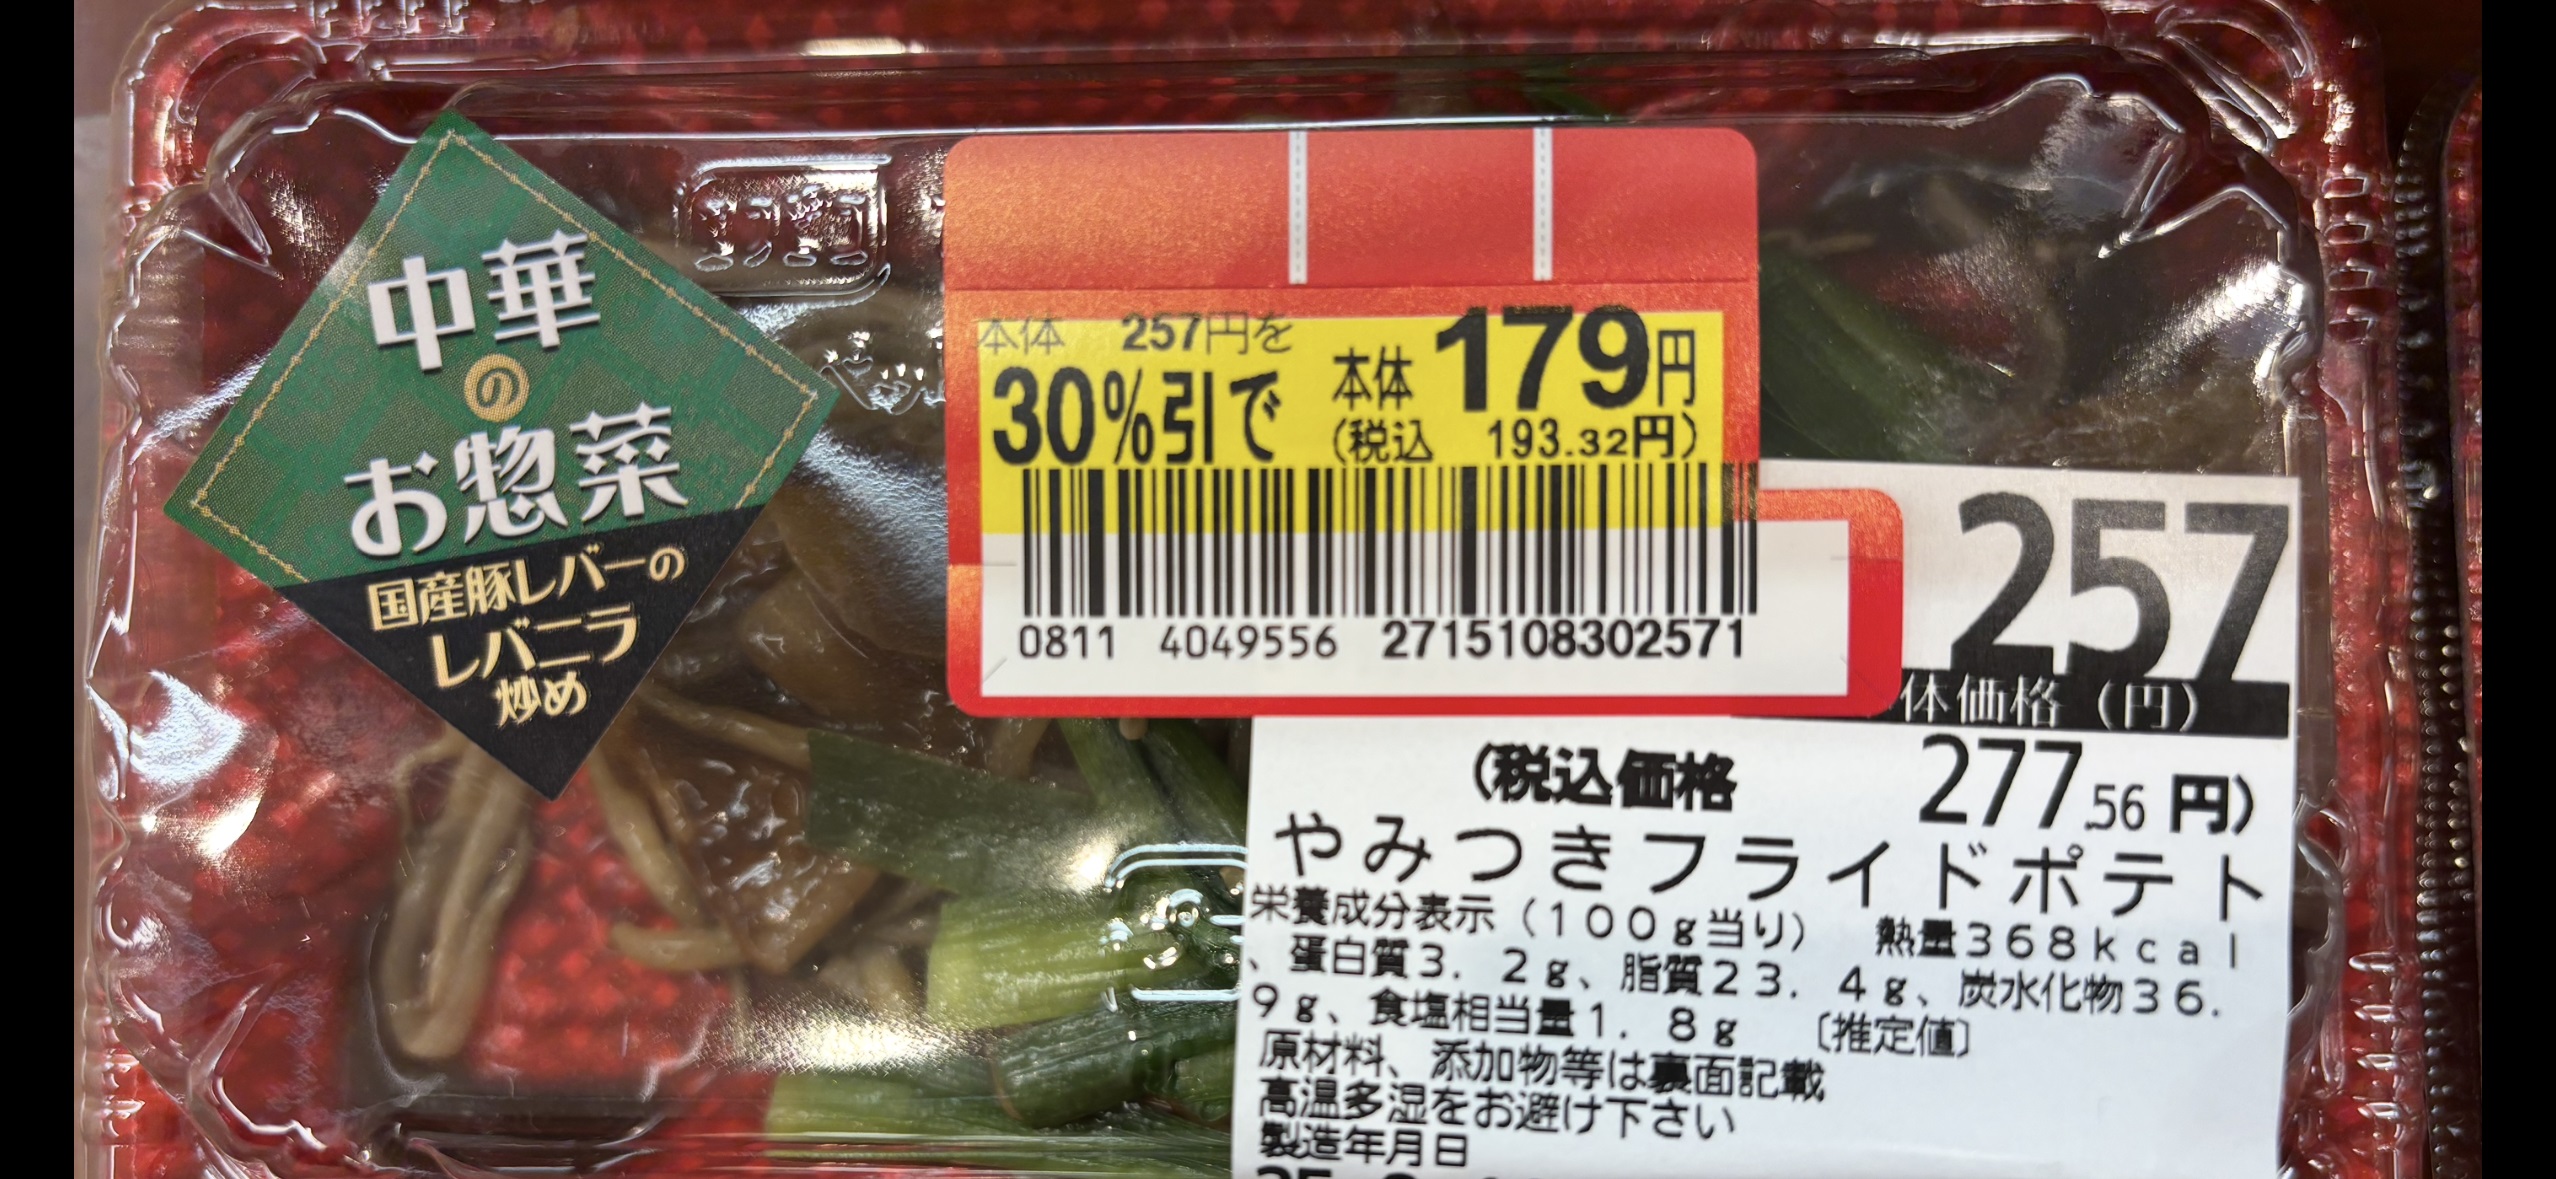 中華
の
お惣菜
国産豚レバーの
レバニラ
炒め
本体 257円を
30%引で
本体 179円
(税込 193.32円)
0811 4049556 2715108302571
257
体価格 (円)
(税込価格 277.56 円)
やみつきフライドポテト
栄養成分表示(100g当り) 熱量368kcal
、蛋白質3.2g、脂質23.4g、炭水化物36.
9g、食塩相当量1.8g 〔推定値〕
原材料、添加物等は裏面記載
高温多湿をお避け下さい
製造年月日